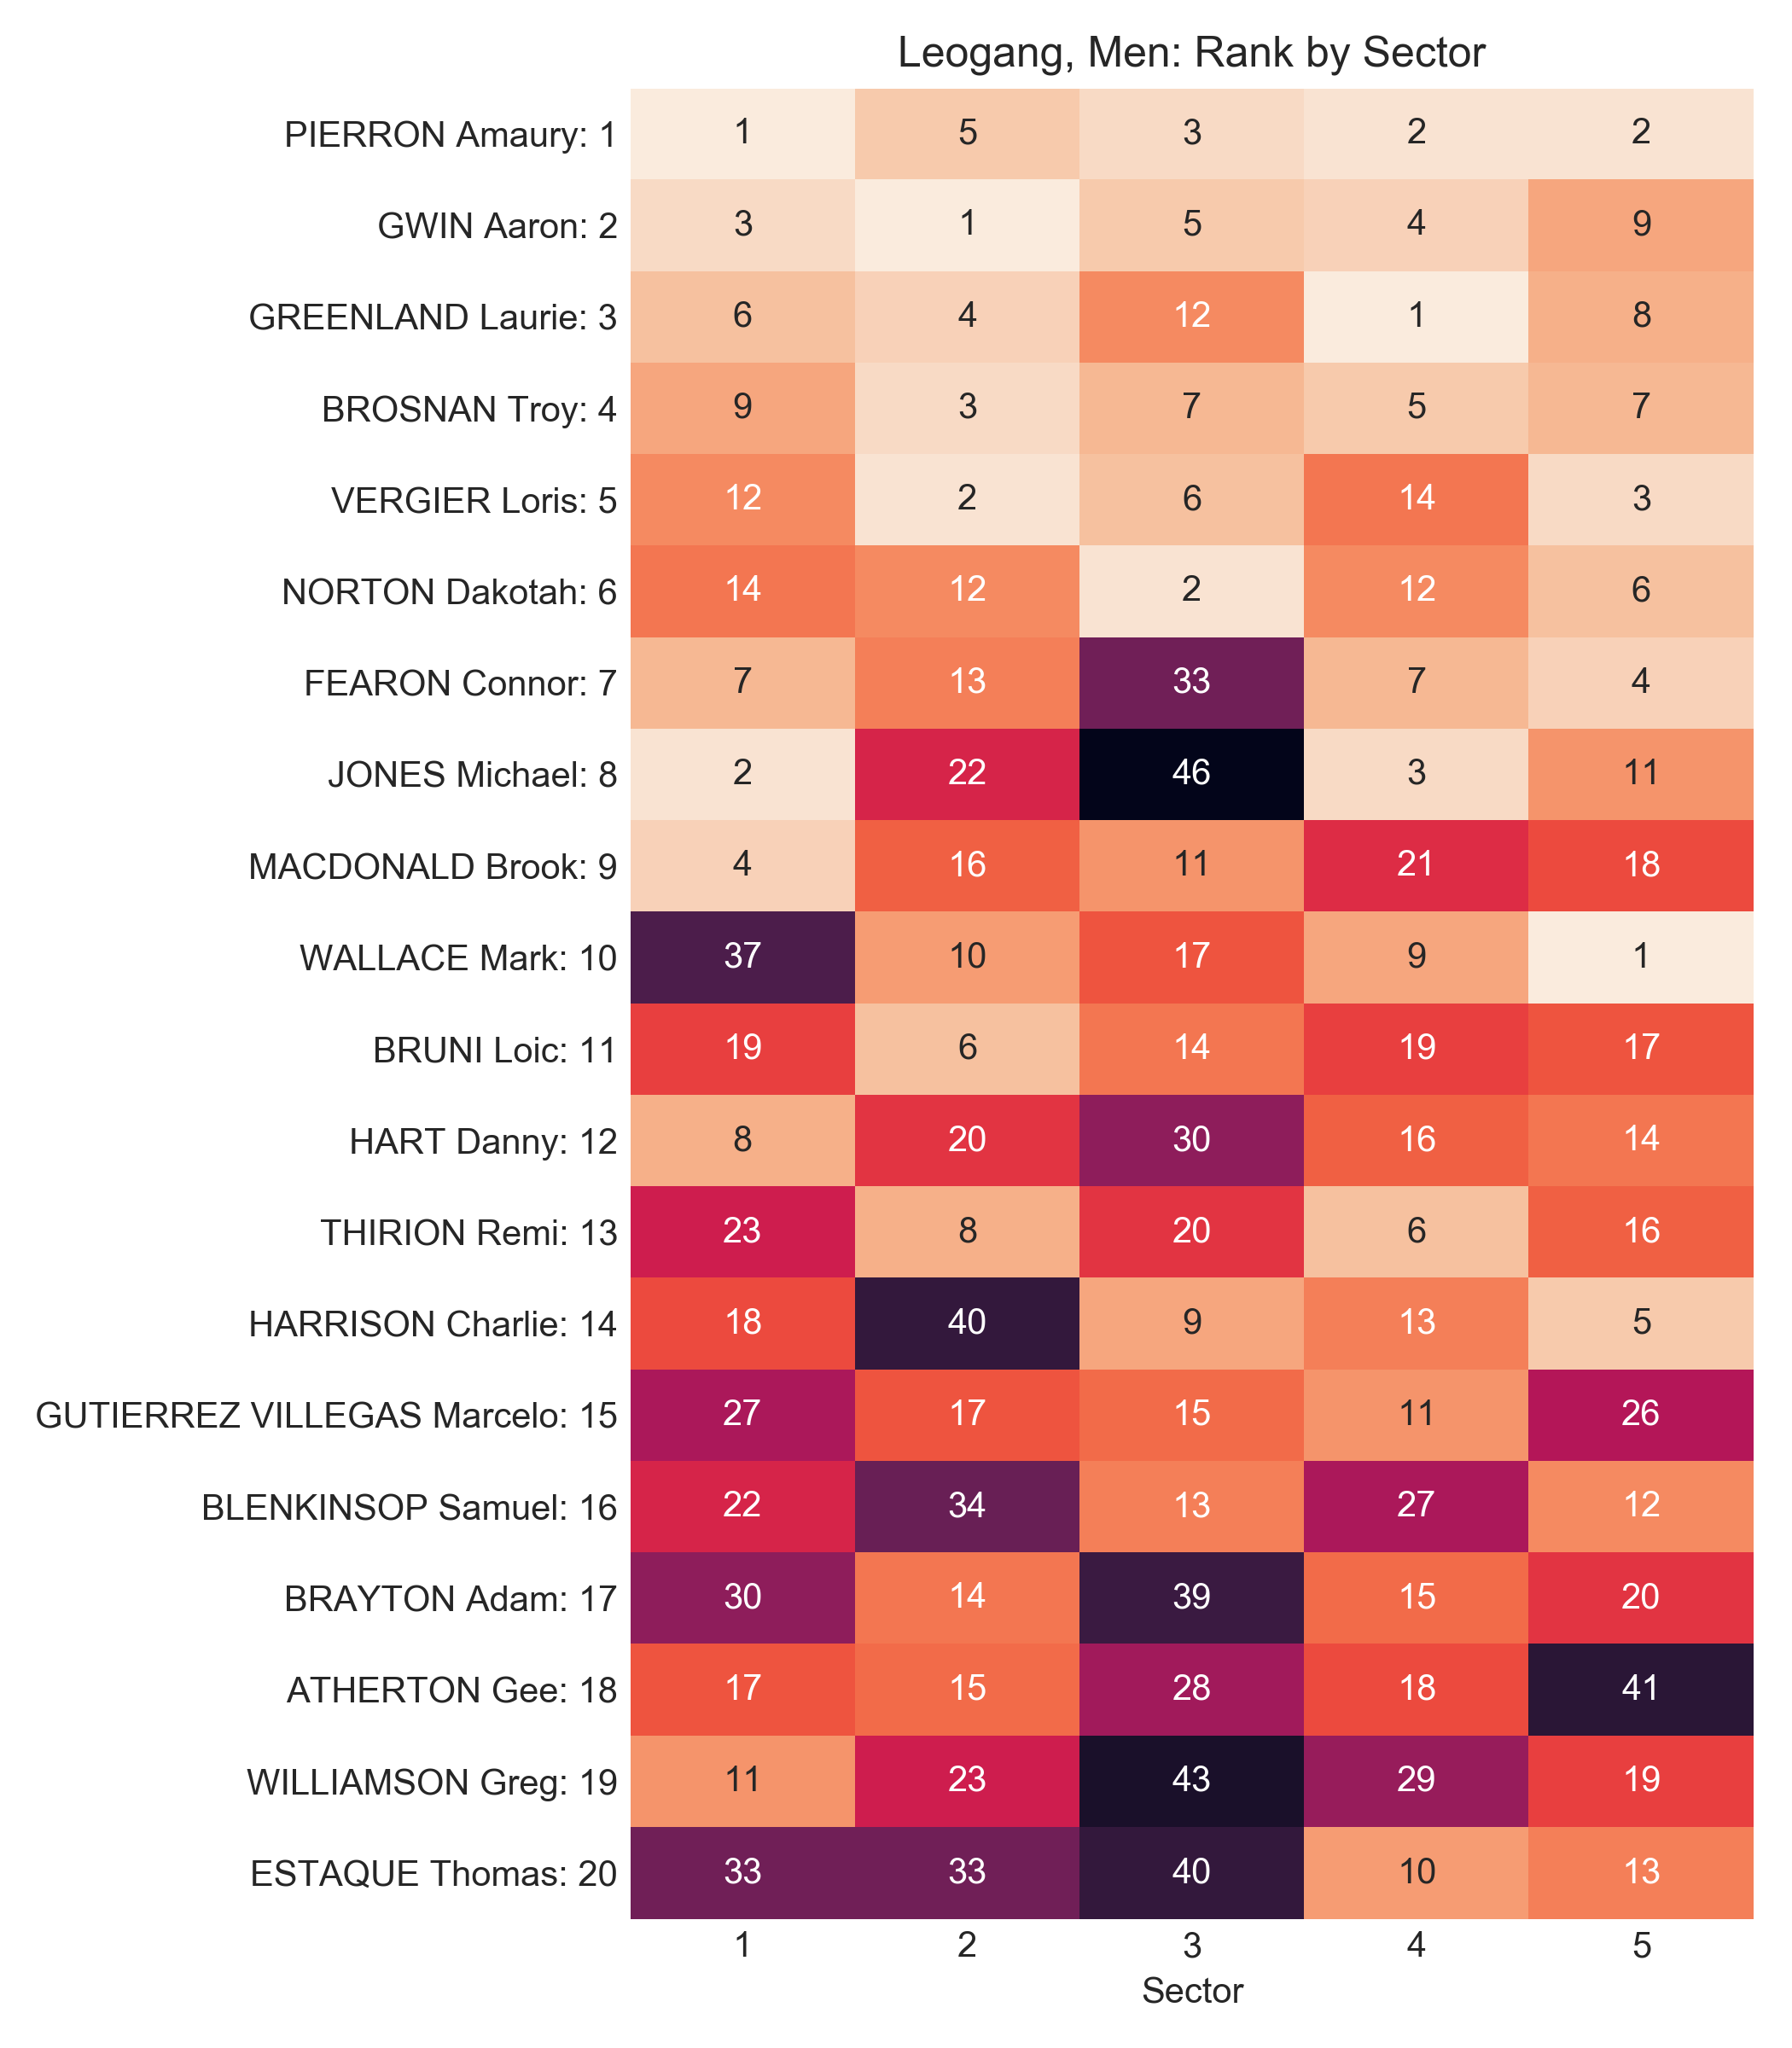 Leogang, Men: Rank by Sector
PIERRON Amaury: 1 1 5 3 2 2
GWIN Aaron: 2 3 1 5 4 9
GREENLAND Laurie: 3 6 4 12 1 8
BROSNAN Troy: 4 9 3 7 5 7
VERGIER Loris: 5 12 2 6 14 3
NORTON Dakotah: 6 14 12 2 12 6
FEARON Connor: 7 7 13 33 7 4
JONES Michael: 8 2 22 46 3 11
MACDONALD Brook: 9 4 16 11 21 18
WALLACE Mark: 10 37 10 17 9 1
BRUNI Loic: 11 19 6 14 19 17
HART Danny: 12 8 20 30 16 14
THIRION Remi: 13 23 8 20 6 16
HARRISON Charlie: 14 18 40 9 13 5
GUTIERREZ VILLEGAS Marcelo: 15 27 17 15 11 26
BLENKINSOP Samuel: 16 22 34 13 27 12
BRAYTON Adam: 17 30 14 39 15 20
ATHERTON Gee: 18 17 15 28 18 41
WILLIAMSON Greg: 19 11 23 43 29 19
ESTAQUE Thomas: 20 33 33 40 10 13
1 2 3 4 5
Sector